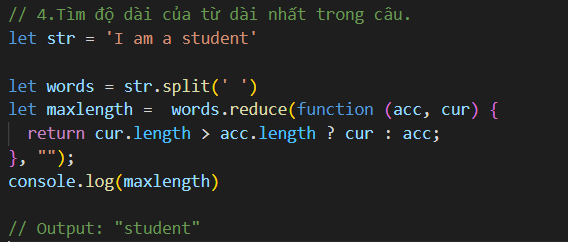 // 4.Tìm độ dài của từ dài nhất trong câu.
let str = 'I am a student'
let words = str.split(' ')
let maxlength =  words.reduce(function (acc, cur) {
  return cur.length > acc.length ? cur : acc;
}, "");
console.log(maxlength)
// Output: "student"